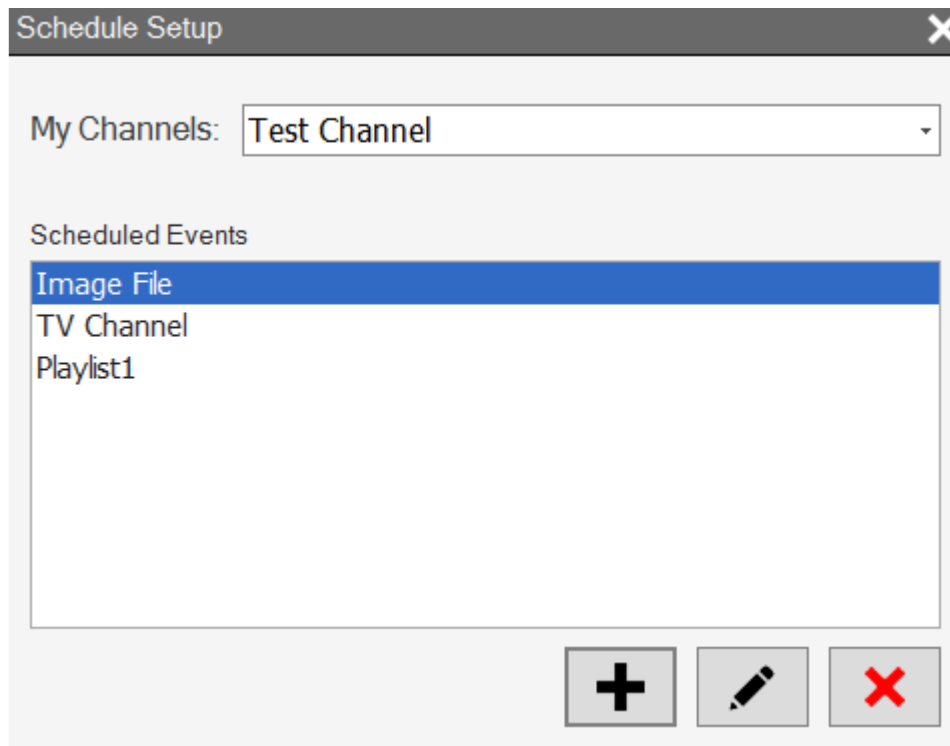 Schedule Setup
My Channels: Test Channel
Scheduled Events
Image File
TV Channel
Playlist1